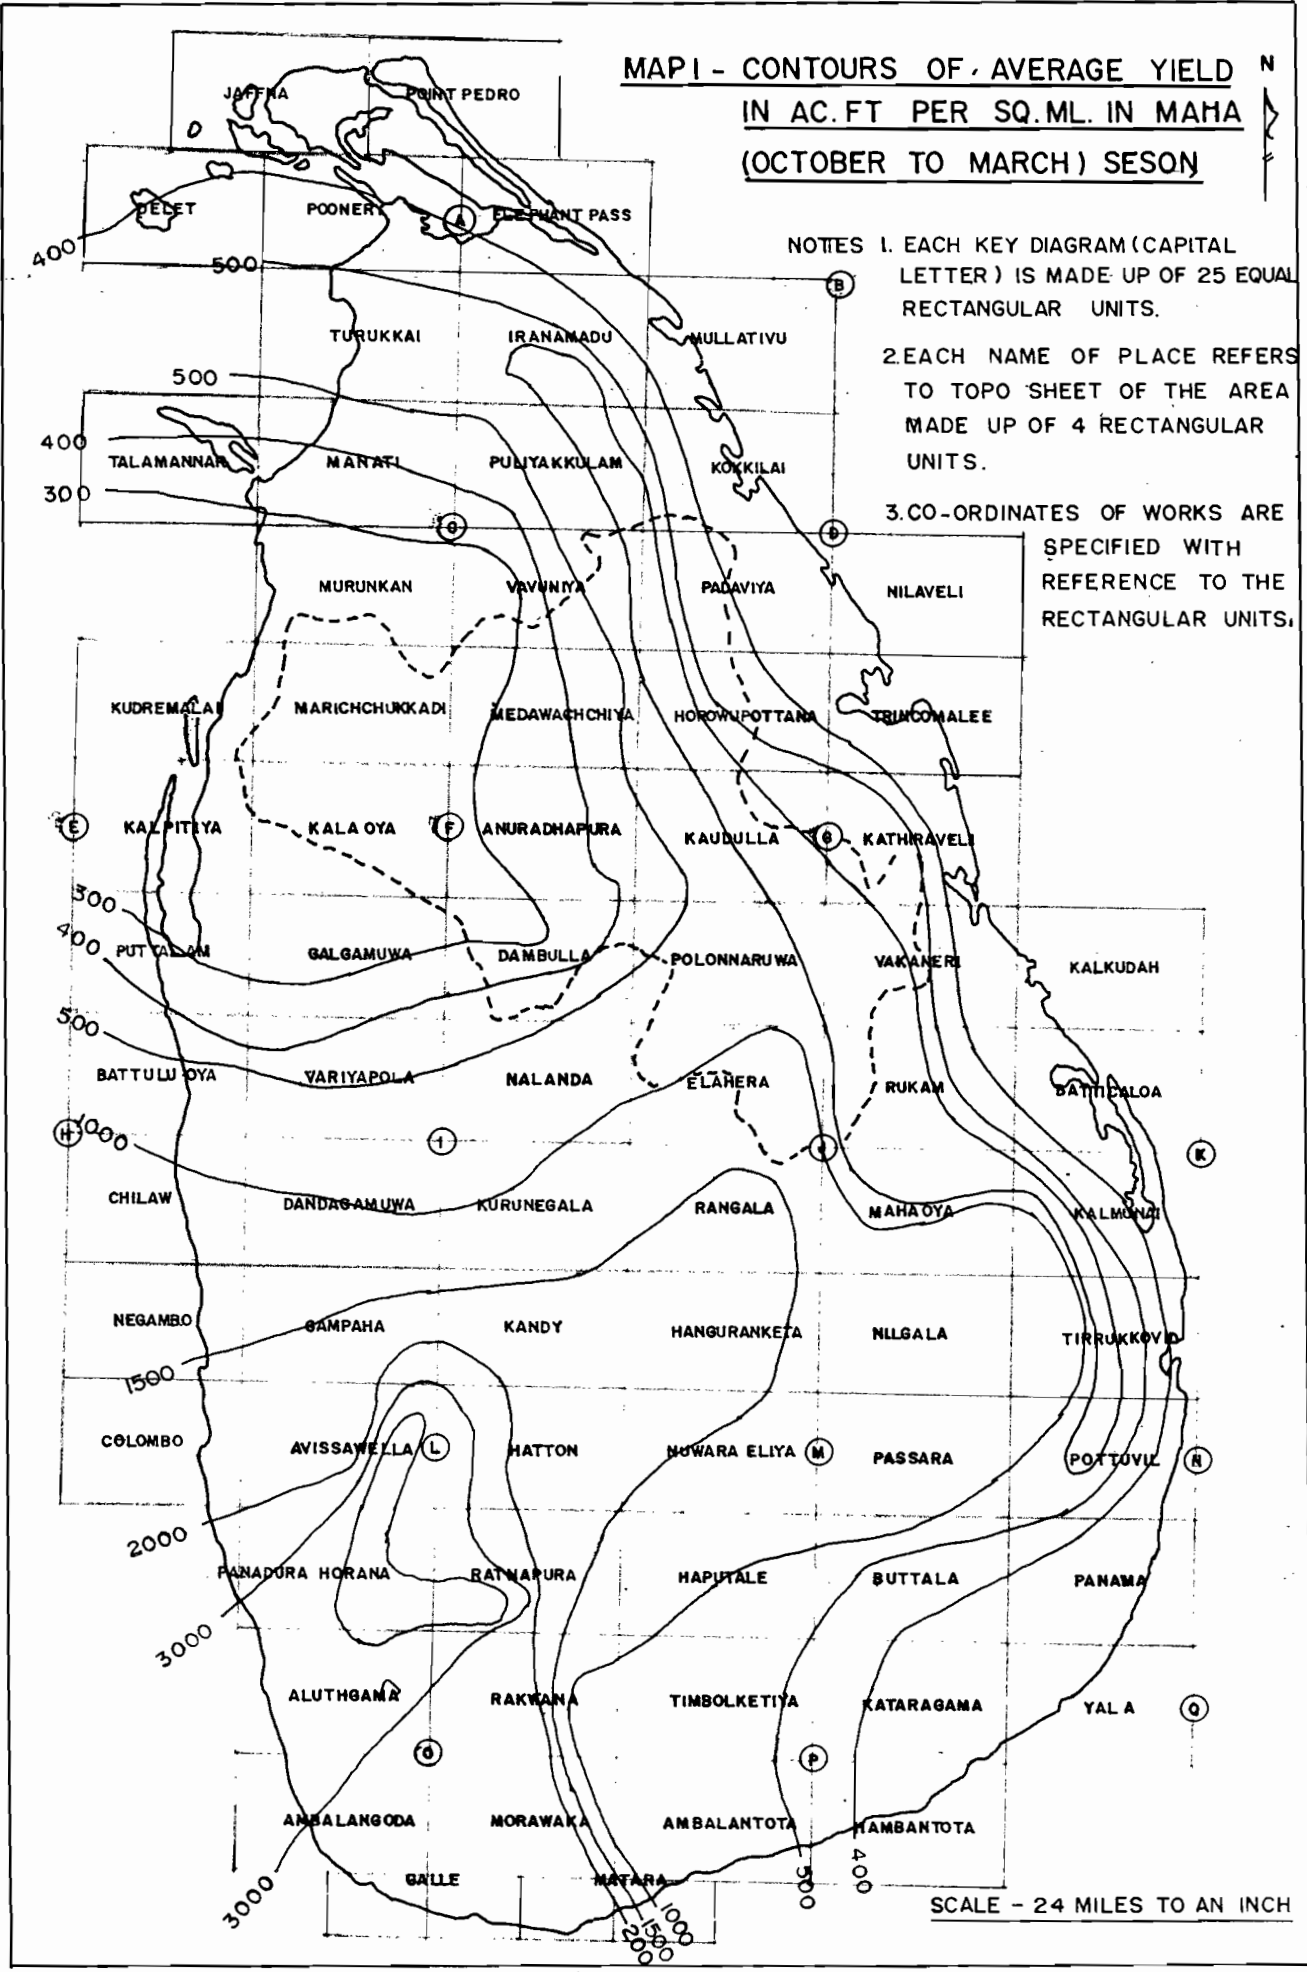 MAP 1 - CONTOURS OF AVERAGE YIELD
IN AC. FT PER SQ. ML. IN MAHA
(OCTOBER TO MARCH) SESON
N
NOTTES 1. EACH KEY DIAGRAM (CAPITAL
LETTER) IS MADE UP OF 25 EQUAL
RECTANGULAR UNITS.
2. EACH NAME OF PLACE REFERS
TO TOPO SHEET OF THE AREA
MADE UP OF 4 RECTANGULAR
UNITS.
3. CO-ORDINATES OF WORKS ARE
SPECIFIED WITH
REFERENCE TO THE
RECTANGULAR UNITS.
JAFFNA POINT PEDRO
DELET POONERY A ELEPHANT PASS
400
500
B
TURUKKAI IRANAMADU MULLATIVU
500
400
TALAMANNAR MANATI PULIYAKKULAM KOKKILAI
300
D
MURUNKAN VAVUNIYA PADAVIYA NILAVELI
KUDREMALAI MARICHCHUKKADI MEDAWACHCHIYA HOROWUPOTTANA TRINCOMALEE
E KALPITIYA KALA OYA F ANURADHAPURA KAUDULLA G KATHIRAVELI
300
400
PUTTALAM GALGAMUWA DAMBULLA POLONNARUWA VAKANERI KALKUDAH
500
BATTULU OYA VARIYAPOLA NALANDA ELAHERA RUKAM BATTICALOA
H 1000 I J K
CHILAW DANDAGAMUWA KURUNEGALA RANGALA MAHAOYA KALMUNAI
NEGAMBO GAMPAHA KANDY HANGURANKETA NILGALA TIRRUKKOVIL
1500
COLOMBO AVISSAWELLA L HATTON NUWARA ELIYA M PASSARA POTTUVIL N
2000
PANADURA HORANA RATNAPURA HAPUTALE BUTTALA PANAMA
3000
ALUTHGAMA RAKWANA TIMBOLKETIYA KATARAGAMA YALA Q
O P
AMBALANGODA MORAWAKA AMBALANTOTA HAMBANTOTA
GALLE MATARA
3000
2000
1500
1000
500
400
SCALE - 24 MILES TO AN INCH